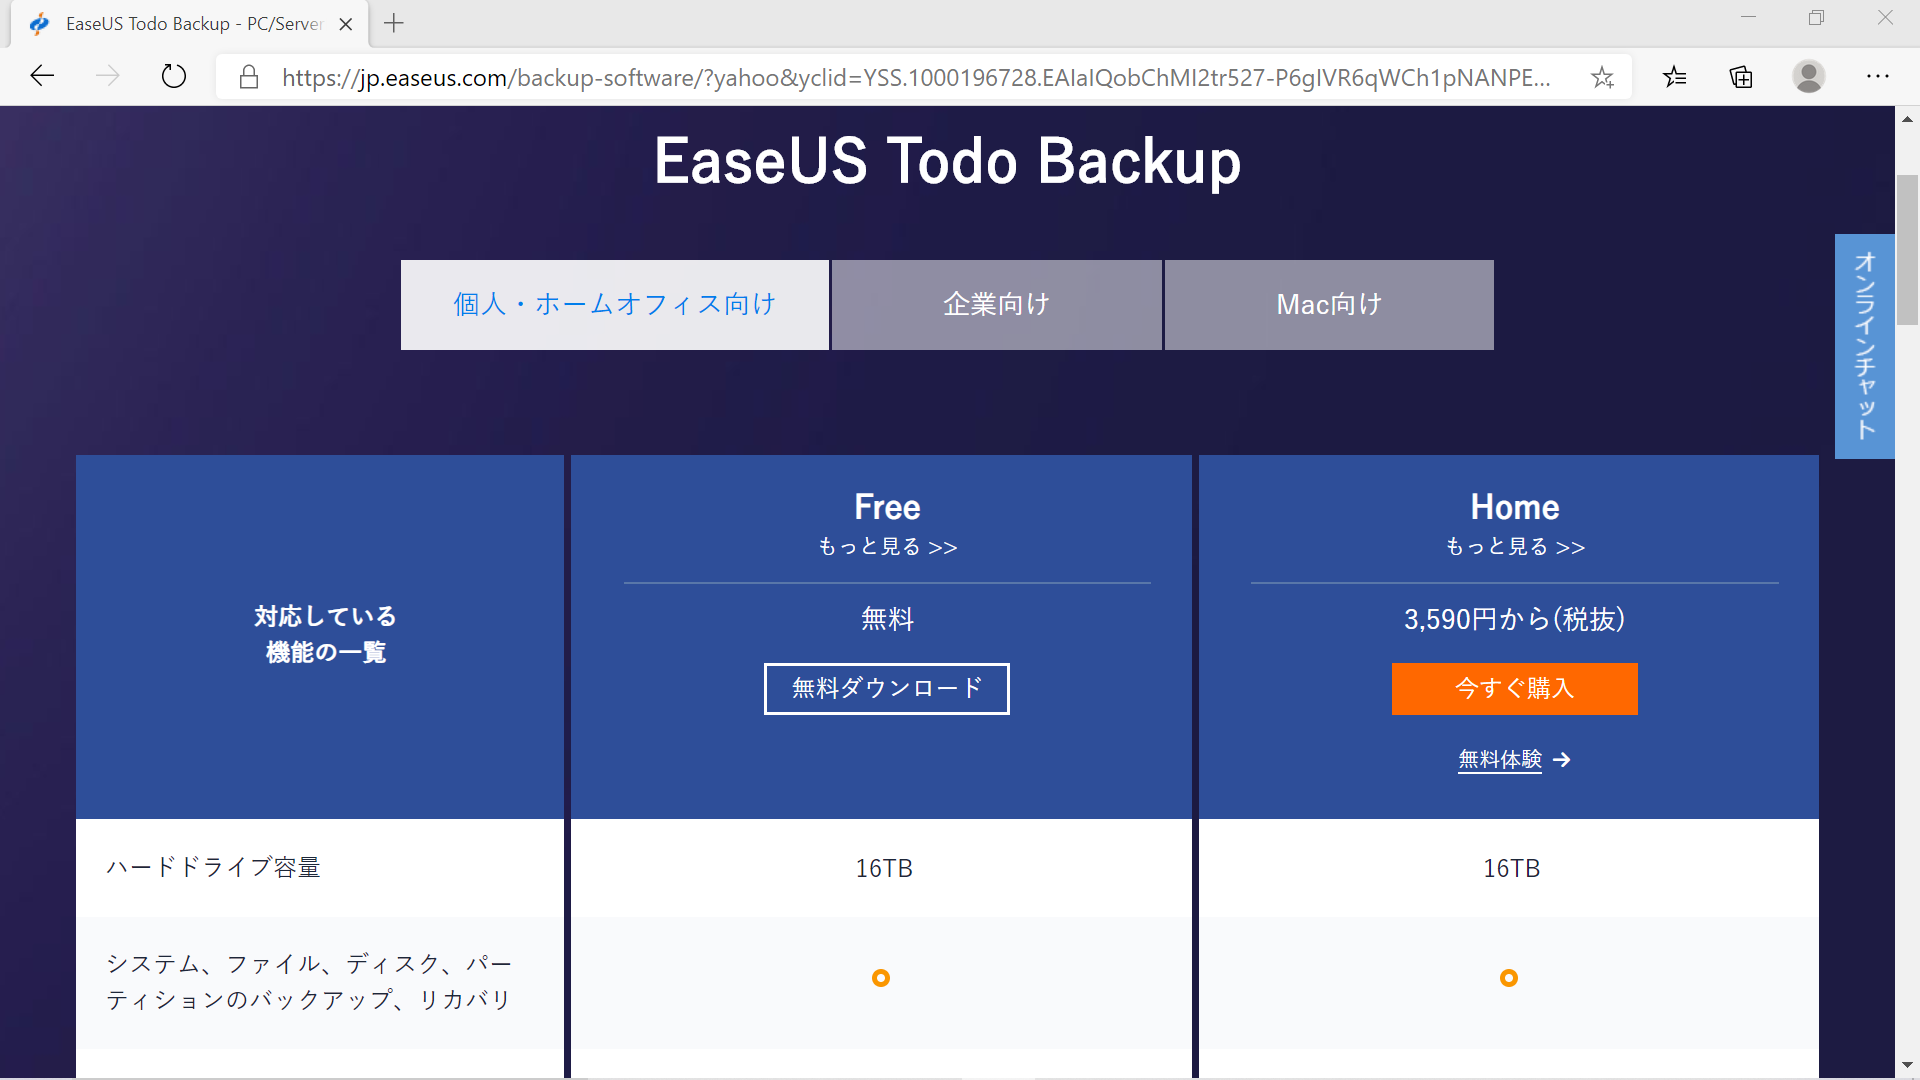 EaseUS Todo Backup - PC/Server
https://jp.easeus.com/backup-software/?yahoo&yclid=YSS.1000196728.EAIaIQobChMI2tr527-P6gIVR6qWCh1pNANPE...
EaseUS Todo Backup
個人・ホームオフィス向け
企業向け
Mac向け
オンラインチャット
対応している
機能の一覧
Free
もっと見る >>
無料
無料ダウンロード
Home
もっと見る >>
3,590円から(税抜)
今すぐ購入
無料体験 →
ハードドライブ容量
16TB
16TB
システム、ファイル、ディスク、パー
ティションのバックアップ、リカバリ